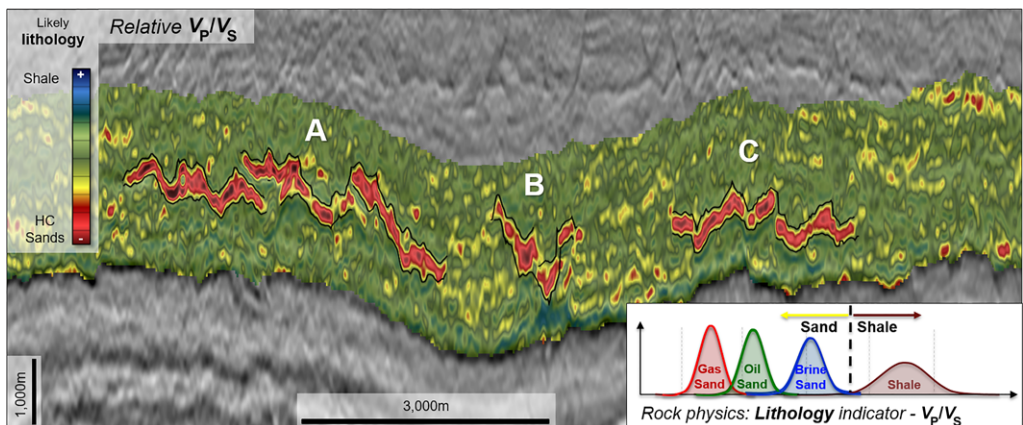 Likely
lithology
Relative VP/VS
Shale
+
HC
Sands
-
A
B
C
1,000m
3,000m
Sand
Shale
Gas
Sand
Oil
Sand
Brine
Sand
Shale
Rock physics: Lithology indicator - VP/VS